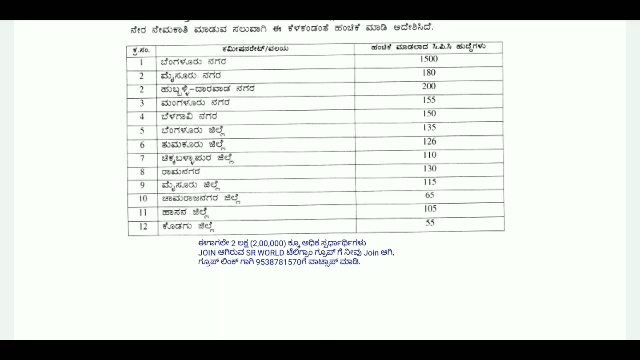 ನೇರ ನೇಮಕಾತಿ ಮಾಡುವ ಸಲುವಾಗಿ ಈ ಕೆಳಕಂಡಂತೆ ಹಂಚಿಕೆ ಮಾಡಿ ಆದೇಶಿಸಿದೆ.
ಕ್ರ.ಸಂ. ಕಮೀಷನರೇಟ್/ವಲಯ ಹಂಚಿಕೆ ಮಾಡಲಾದ ಸಿ.ಪಿ.ಸಿ ಹುದ್ದೆಗಳು
1 ಬೆಂಗಳೂರು ನಗರ 1500
2 ಮೈಸೂರು ನಗರ 180
2 ಹುಬ್ಬಳ್ಳಿ-ದಾರವಾಡ ನಗರ 200
3 ಮಂಗಳೂರು ನಗರ 155
4 ಬೆಳಗಾವಿ ನಗರ 150
5 ಬೆಂಗಳೂರು ಜಿಲ್ಲೆ 135
6 ತುಮಕೂರು ಜಿಲ್ಲೆ 126
7 ಚಿಕ್ಕಬಳ್ಳಾಪುರ ಜಿಲ್ಲೆ 110
8 ರಾಮನಗರ 130
9 ಮೈಸೂರು ಜಿಲ್ಲೆ 115
10 ಚಾಮರಾಜನಗರ ಜಿಲ್ಲೆ 65
11 ಹಾಸನ ಜಿಲ್ಲೆ 105
12 ಕೊಡಗು ಜಿಲ್ಲೆ 55
ಈಗಾಗಲೇ 2 ಲಕ್ಷ (2,00,000) ಕ್ಕೂ ಅಧಿಕ ಸ್ಪರ್ಧಾರ್ಥಿಗಳು
JOIN ಆಗಿರುವ SR WORLD ಟೆಲಿಗ್ರಾಂ ಗ್ರೂಪ್ ಗೆ ನೀವು Join ಆಗಿ,
ಗ್ರೂಪ್ ಲಿಂಕ್ ಗಾಗಿ 9538781570ಗೆ ವಾಟ್ಸಾಪ್ ಮಾಡಿ.